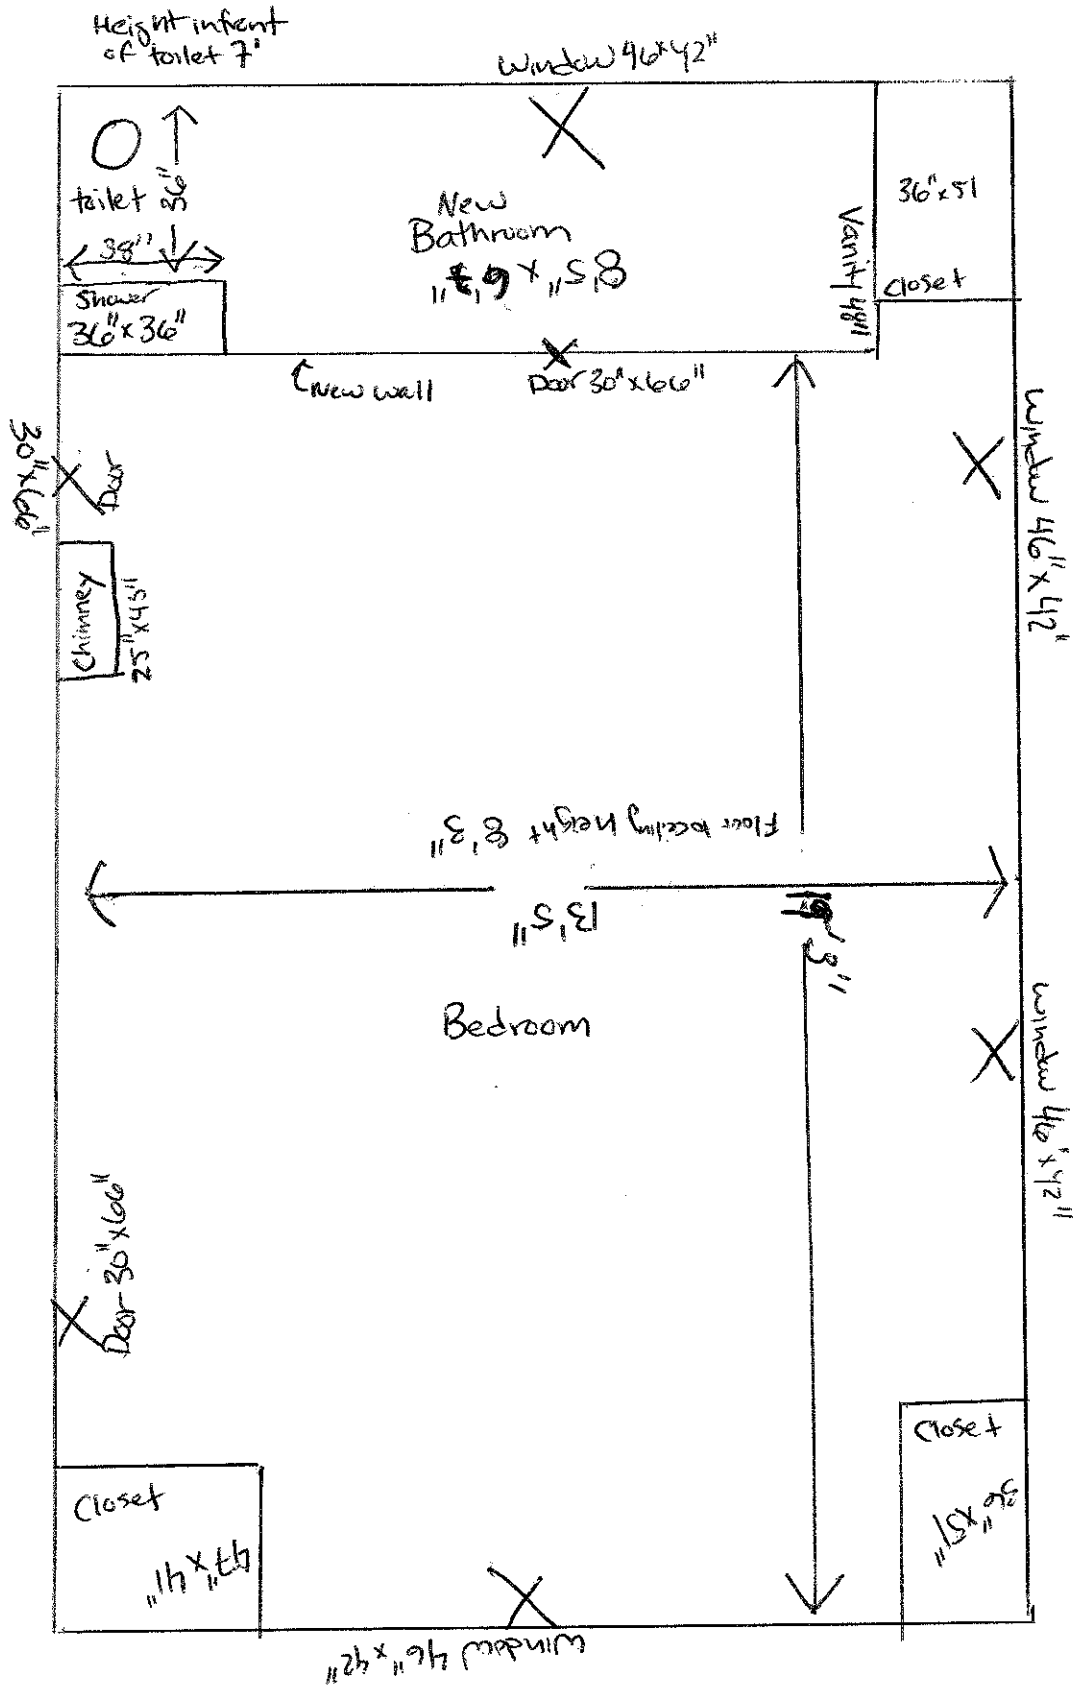 Height infront
of toilet 7'
Window 46"x42"
toilet 36"
38"
Shower
36"x36"
New
Bathroom
8'5" x
Vanity 48"
36"x51
Closet
New wall
Door 30"x66"
Door
30"x66"
Window 46"x42"
Chimney
25"x45"
Floor to ceiling height 8'3"
13'5"
3"
Bedroom
Window 46"x42"
Door 30"x66"
Closet
47"x41"
Closet
36"x51"
Window 46"x42"